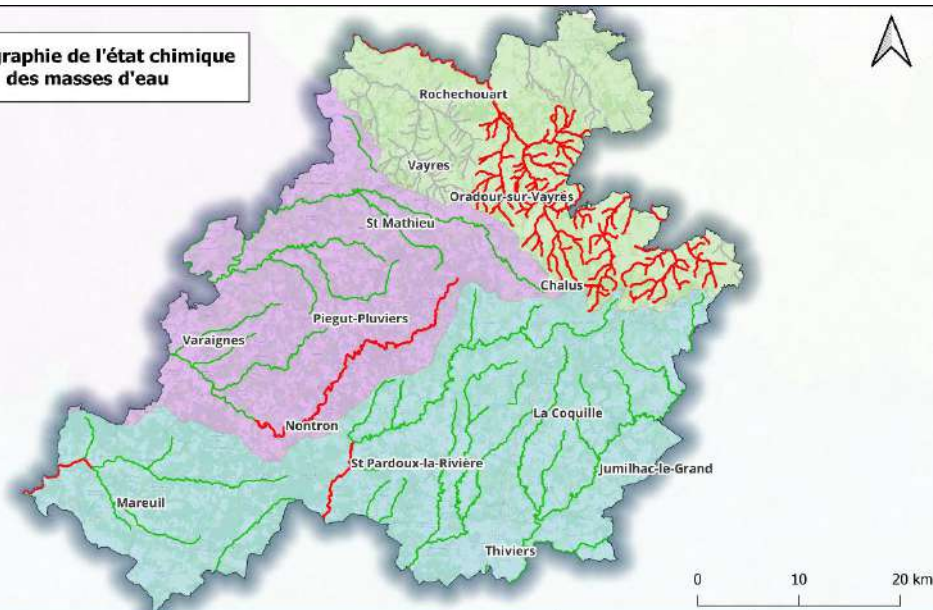 graphie de l'état chimique
des masses d'eau
Rochechouart
Vayres
Oradour-sur-Vayres
St Mathieu
Chalus
Piegut-Pluviers
Varaignes
La Coquille
Nontron
St Pardoux-la-Rivière
Jumilhac-le-Grand
Mareuil
Thiviers
0 10 20 km